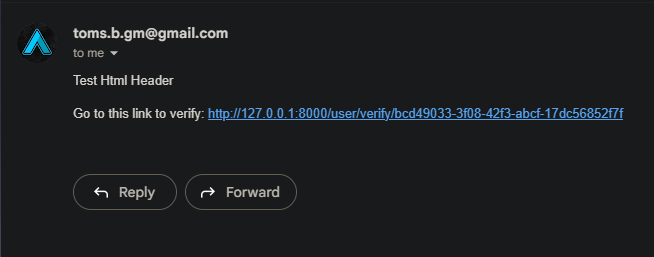 toms.b.gm@gmail.com
to me
Test Html Header
Go to this link to verify: http://127.0.0.1:8000/user/verify/bcd49033-3f08-42f3-abcf-17dc56852f7f
Reply Forward